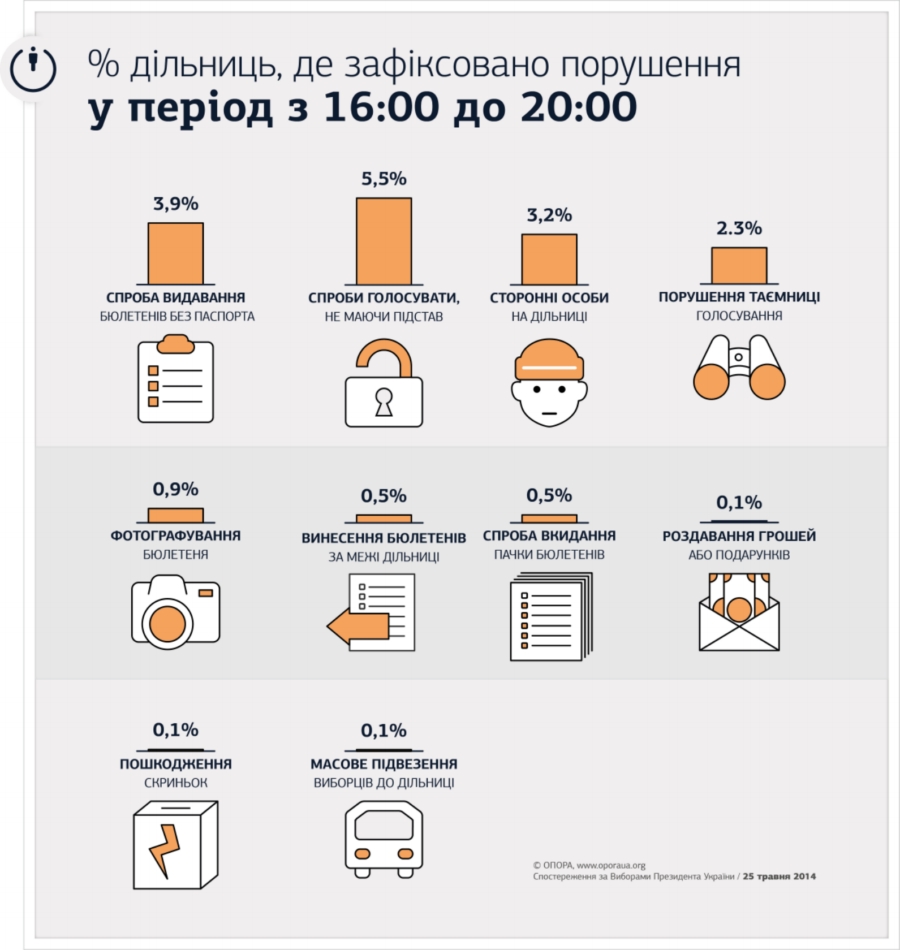 % дільниць, де зафіксовано порушення
у період з 16:00 до 20:00
3,9%
СПРОБА ВИДАВАННЯ
БЮЛЕТЕНІВ БЕЗ ПАСПОРТА
5,5%
СПРОБИ ГОЛОСУВАТИ,
НЕ МАЮЧИ ПІДСТАВ
3,2%
СТОРОННІ ОСОБИ
НА ДІЛЬНИЦІ
2.3%
ПОРУШЕННЯ ТАЄМНИЦІ
ГОЛОСУВАННЯ
0,9%
ФОТОГРАФУВАННЯ
БЮЛЕТЕНЯ
0,5%
ВИНЕСЕННЯ БЮЛЕТЕНІВ
ЗА МЕЖІ ДІЛЬНИЦІ
0,5%
СПРОБА ВКИДАННЯ
ПАЧКИ БЮЛЕТЕНІВ
0,1%
РОЗДАВАННЯ ГРОШЕЙ
АБО ПОДАРУНКІВ
0,1%
ПОШКОДЖЕННЯ
СКРИНЬОК
0,1%
МАСОВЕ ПІДВЕЗЕННЯ
ВИБОРЦІВ ДО ДІЛЬНИЦІ
© ОПОРА, www.oporaua.org
Спостереження за Виборами Президента України / 25 травня 2014